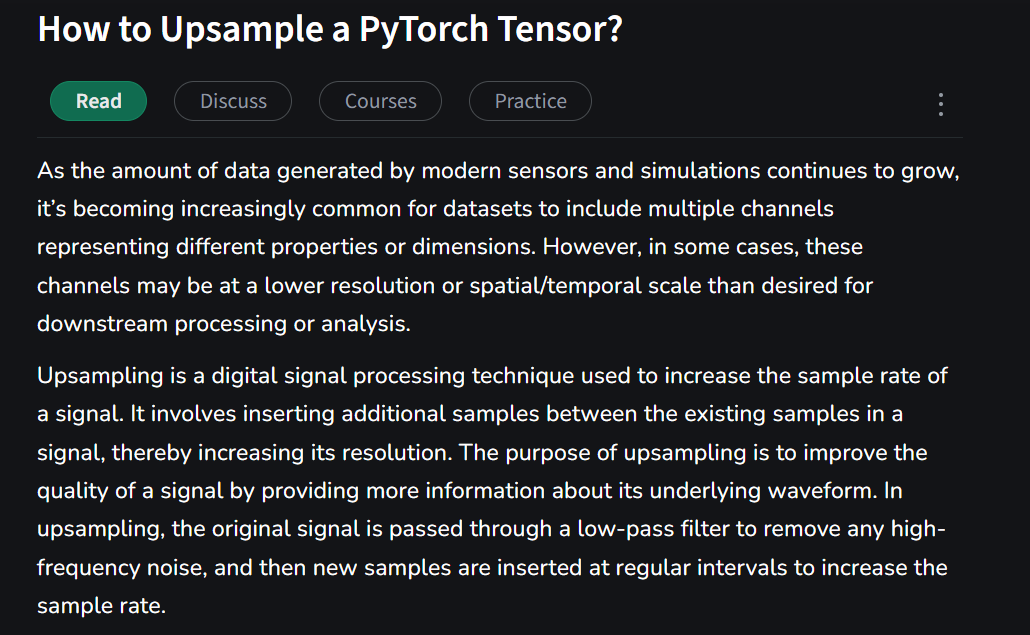 How to Upsample a PyTorch Tensor?
Read
Discuss
Courses
Practice
As the amount of data generated by modern sensors and simulations continues to grow,
it’s becoming increasingly common for datasets to include multiple channels
representing different properties or dimensions. However, in some cases, these
channels may be at a lower resolution or spatial/temporal scale than desired for
downstream processing or analysis.
Upsampling is a digital signal processing technique used to increase the sample rate of
a signal. It involves inserting additional samples between the existing samples in a
signal, thereby increasing its resolution. The purpose of upsampling is to improve the
quality of a signal by providing more information about its underlying waveform. In
upsampling, the original signal is passed through a low-pass filter to remove any high-
frequency noise, and then new samples are inserted at regular intervals to increase the
sample rate.